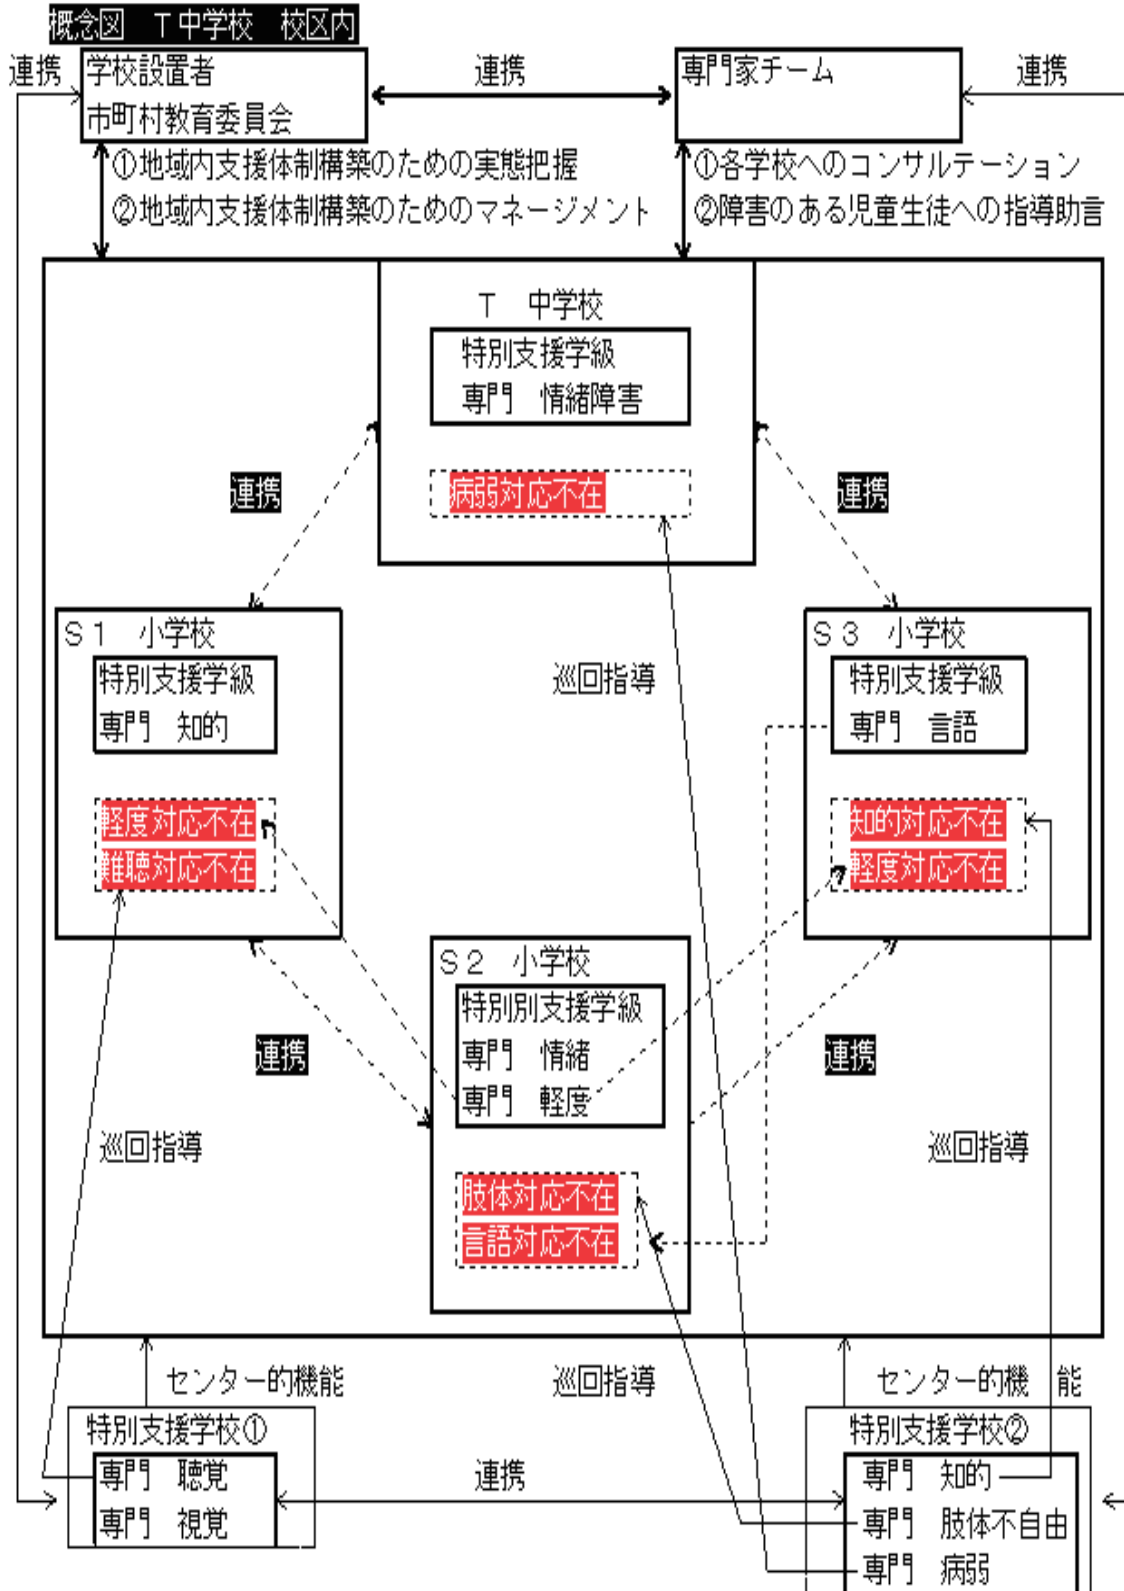 概念図 T中学校 校区内
連携
学校設置者
市町村教育委員会
連携
専門家チーム
連携
①地域内支援体制構築のための実態把握
②地域内支援体制構築のためのマネージメント
①各学校へのコンサルテーション
②障害のある児童生徒への指導助言
T 中学校
特別支援学級
専門 情緒障害
病弱対応不在
連携
連携
S1 小学校
特別支援学級
専門 知的
軽度対応不在
難聴対応不在
巡回指導
S3 小学校
特別支援学級
専門 言語
知的対応不在
軽度対応不在
S2 小学校
特別別支援学級
専門 情緒
専門 軽度
肢体対応不在
言語対応不在
連携
連携
巡回指導
巡回指導
センター的機能
巡回指導
センター的機 能
特別支援学校①
専門 聴覚
専門 視覚
連携
特別支援学校②
専門 知的
専門 肢体不自由
専門 病弱